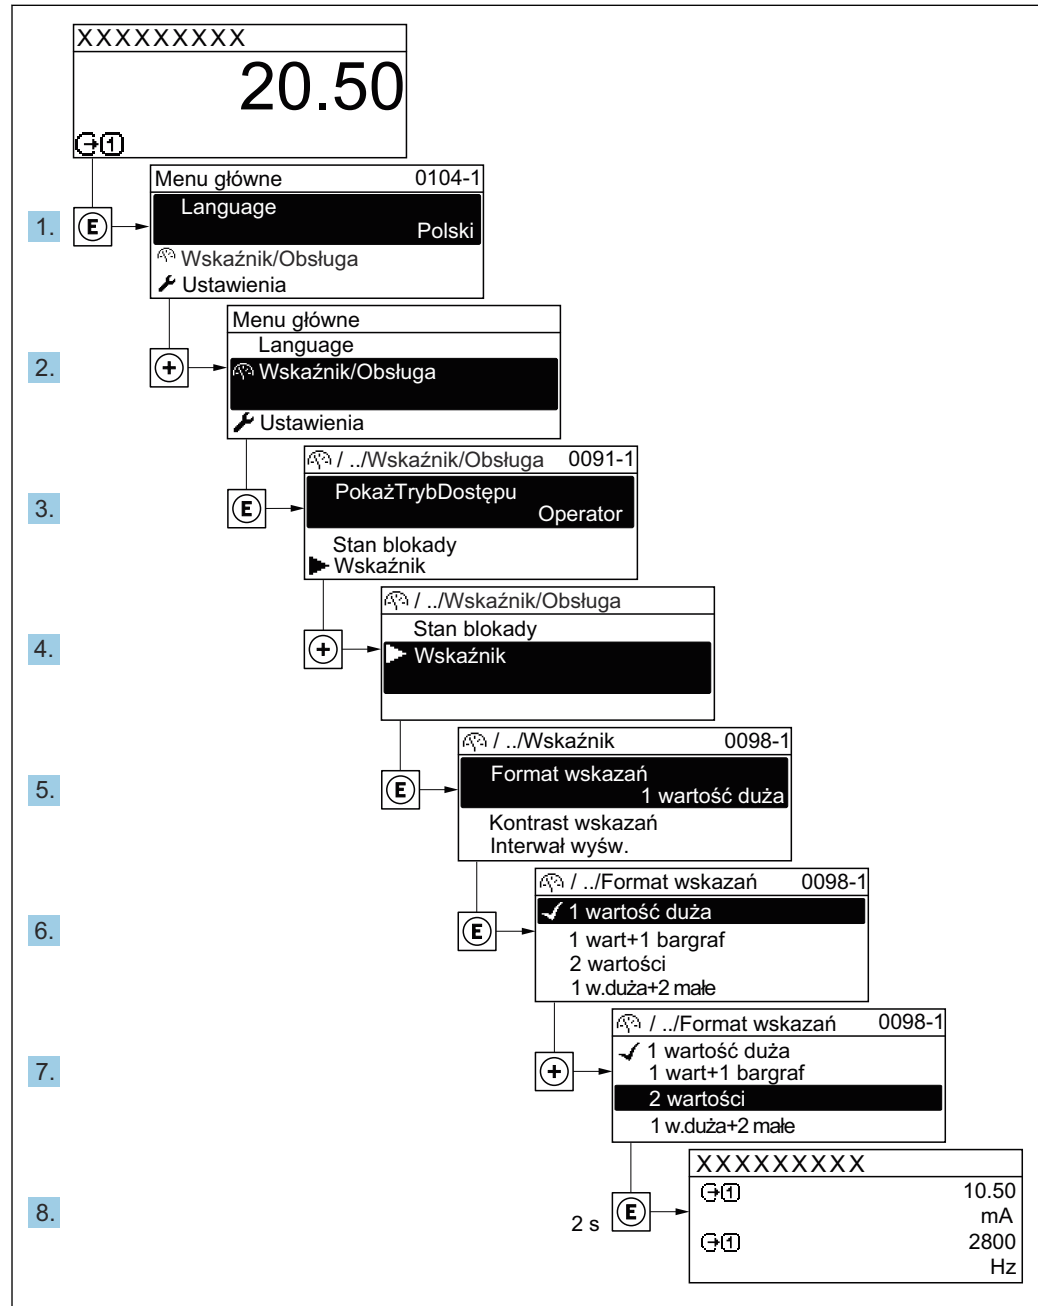 XXXXXXXXX
20.50
1
Menu główne 0104-1
Language
Polski
1. E
Wskaźnik/Obsługa
Ustawienia
Menu główne
Language
2. +
Wskaźnik/Obsługa
Ustawienia
/ ../Wskaźnik/Obsługa 0091-1
PokażTrybDostępu
3. E
Operator
Stan blokady
Wskaźnik
/ ../Wskaźnik/Obsługa
Stan blokady
4. +
Wskaźnik
/ ../Wskaźnik 0098-1
Format wskazań
5. E
1 wartość duża
Kontrast wskazań
Interwał wyśw.
/ ../Format wskazań 0098-1
1 wartość duża
6. E
1 wart+1 bargraf
2 wartości
1 w.duża+2 małe
/ ../Format wskazań 0098-1
1 wartość duża
7. +
1 wart+1 bargraf
2 wartości
1 w.duża+2 małe
XXXXXXXXX
1 10.50
mA
8. 2 s E
1 2800
Hz